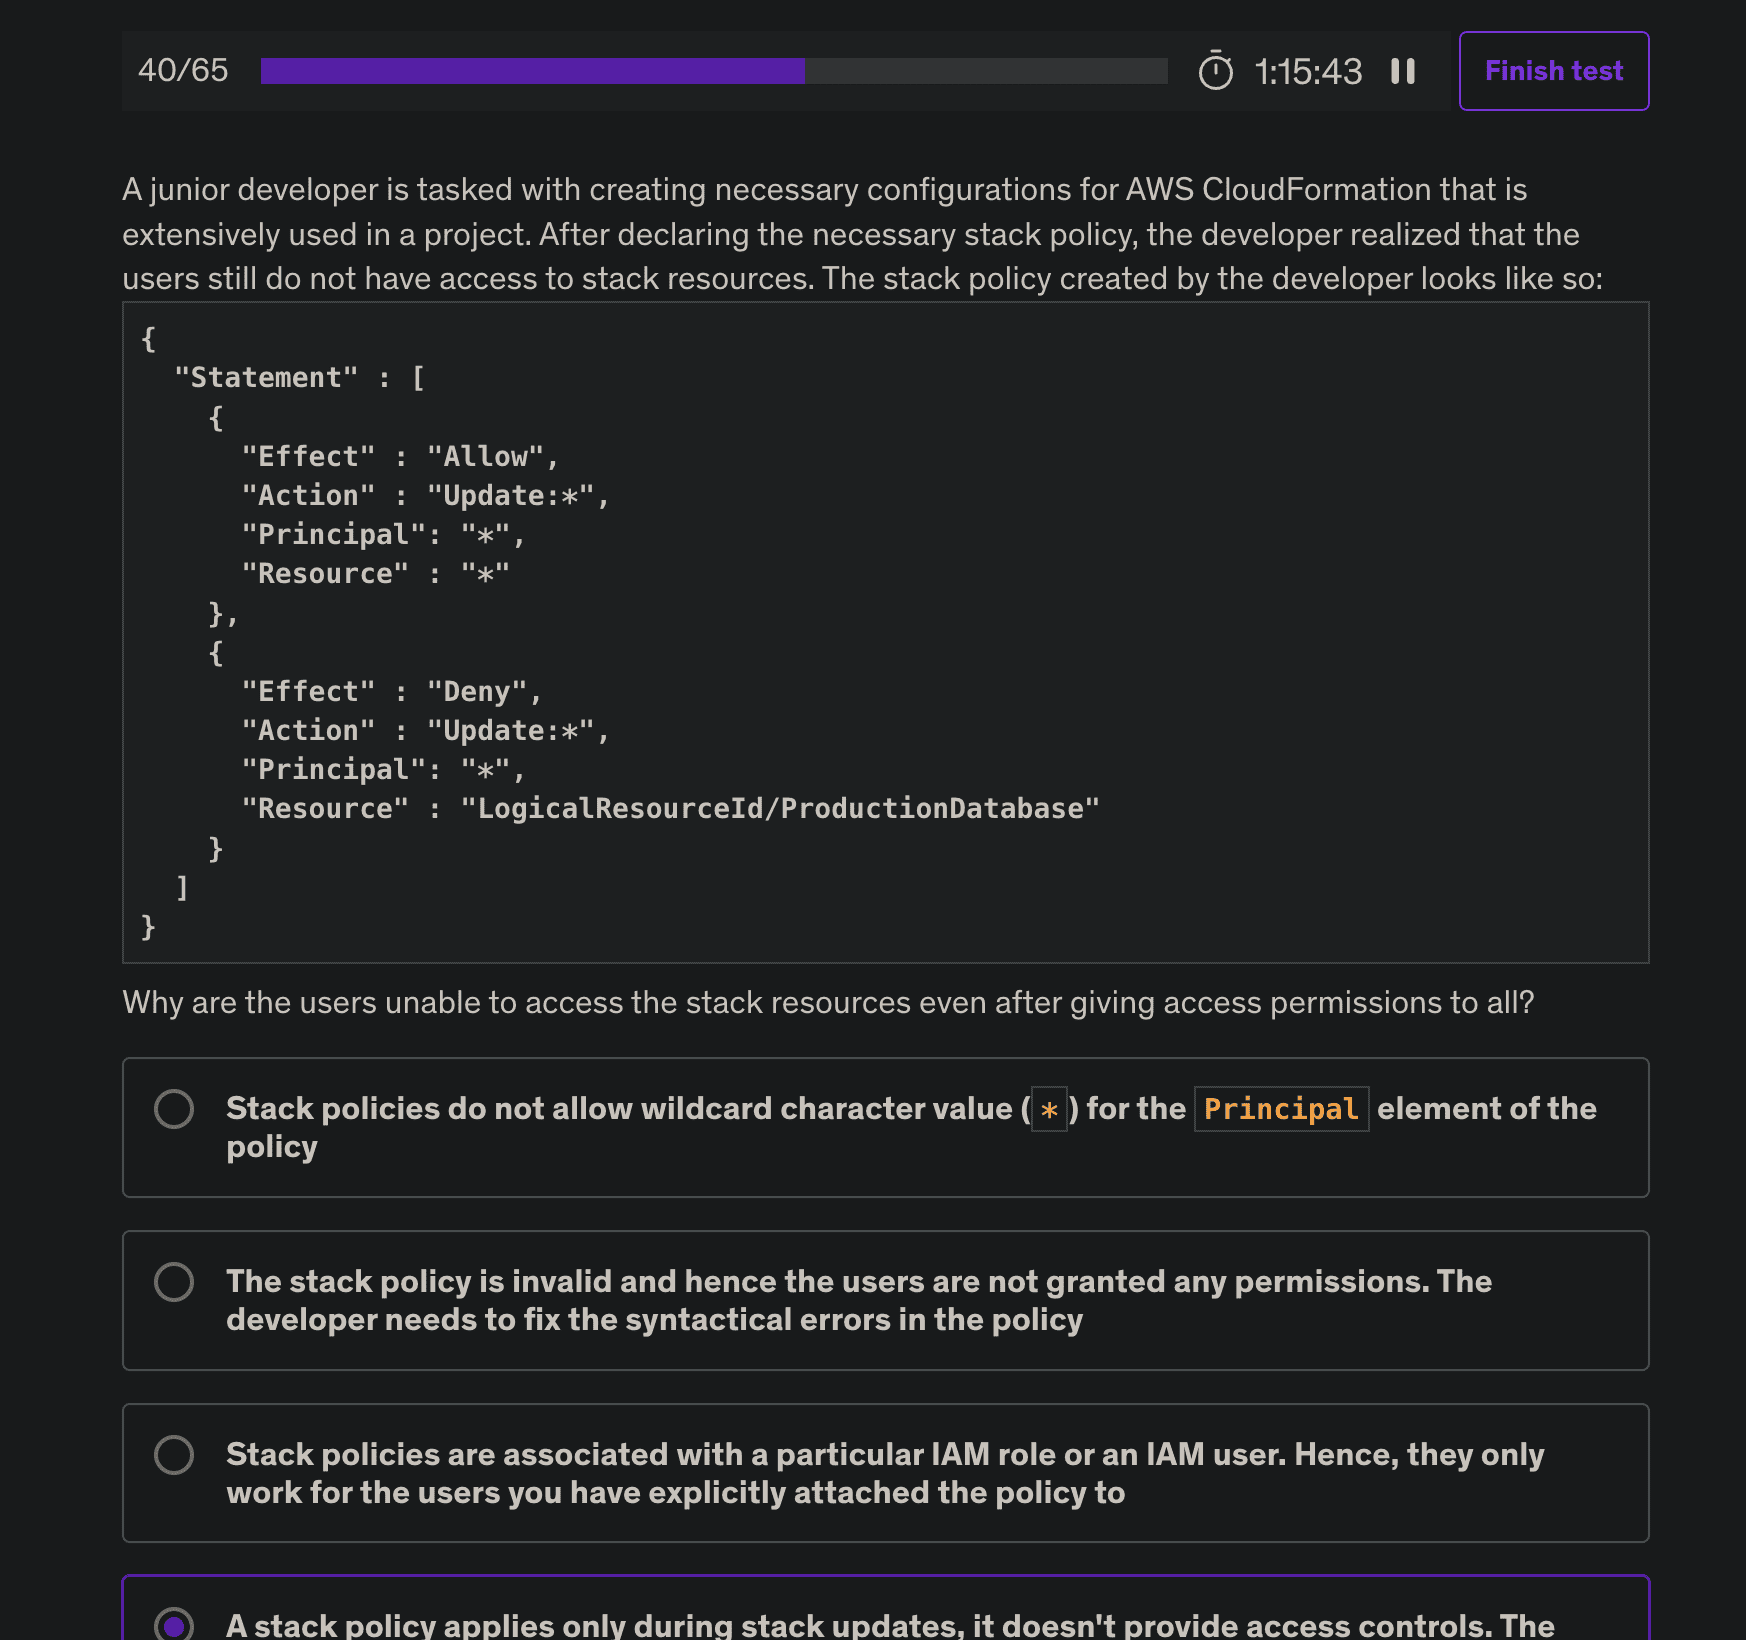 40/65
1:15:43
Finish test
A junior developer is tasked with creating necessary configurations for AWS CloudFormation that is
extensively used in a project. After declaring the necessary stack policy, the developer realized that the
users still do not have access to stack resources. The stack policy created by the developer looks like so:
{
  "Statement" : [
    {
      "Effect" : "Allow",
      "Action" : "Update:*",
      "Principal": "*",
      "Resource" : "*"
    },
    {
      "Effect" : "Deny",
      "Action" : "Update:*",
      "Principal": "*",
      "Resource" : "LogicalResourceId/ProductionDatabase"
    }
  ]
}
Why are the users unable to access the stack resources even after giving access permissions to all?
Stack policies do not allow wildcard character value (*) for the Principal element of the
policy
The stack policy is invalid and hence the users are not granted any permissions. The
developer needs to fix the syntactical errors in the policy
Stack policies are associated with a particular IAM role or an IAM user. Hence, they only
work for the users you have explicitly attached the policy to
A stack policy applies only during stack updates, it doesn't provide access controls. The